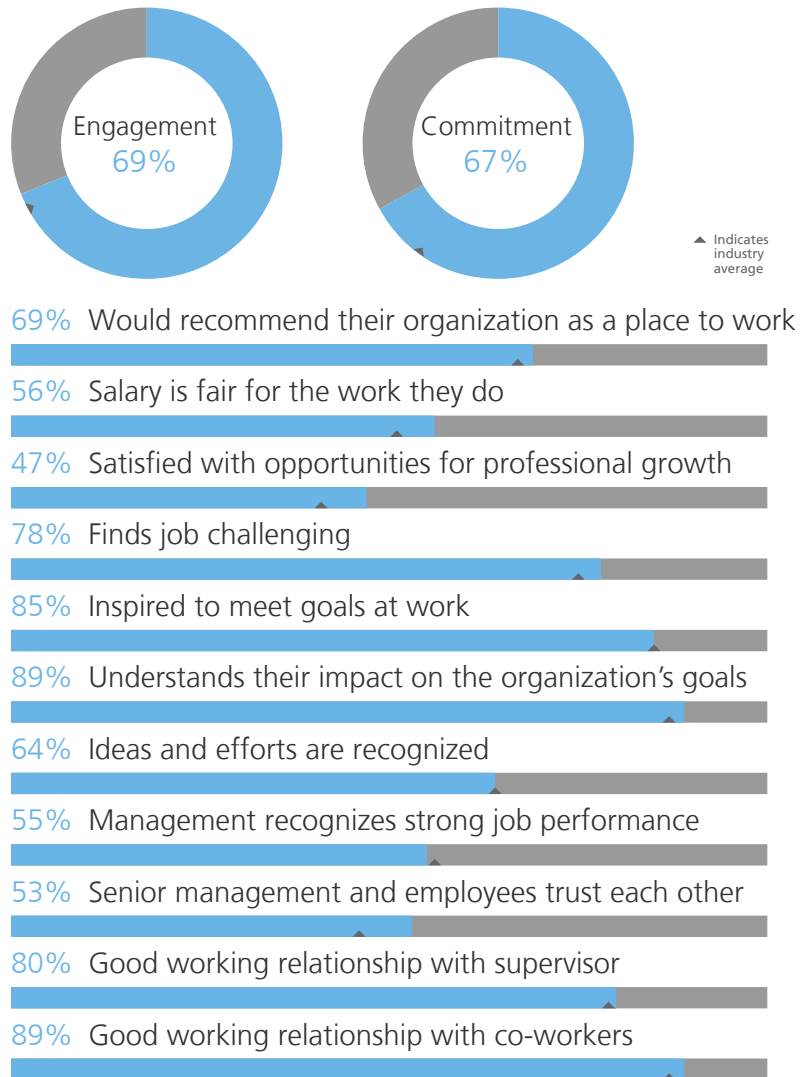 Engagement
69%
Commitment
67%
Indicates
industry
average
69% Would recommend their organization as a place to work
56% Salary is fair for the work they do
47% Satisfied with opportunities for professional growth
78% Finds job challenging
85% Inspired to meet goals at work
89% Understands their impact on the organization’s goals
64% Ideas and efforts are recognized
55% Management recognizes strong job performance
53% Senior management and employees trust each other
80% Good working relationship with supervisor
89% Good working relationship with co-workers